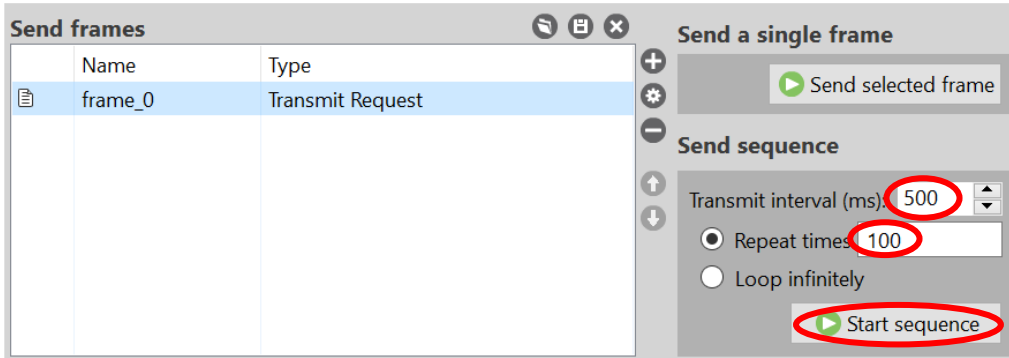 Send frames
Name Type
frame_0 Transmit Request
Send a single frame
Send selected frame
Send sequence
Transmit interval (ms): 500
Repeat times 100
Loop infinitely
Start sequence